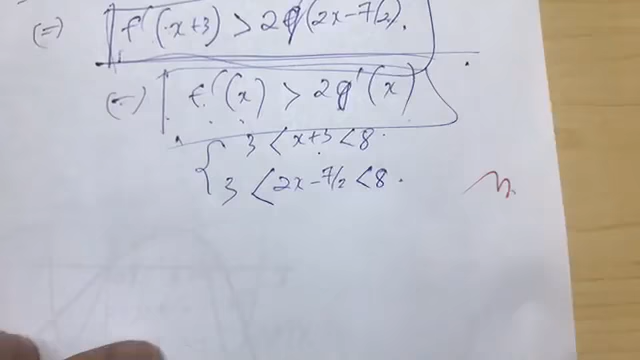 (=) f'(x+3) > 2g'(2x-7/2).
(=) f'(x) > 2g'(x)
{ 3 < x+3 < 8.
3 < 2x-7/2 < 8.